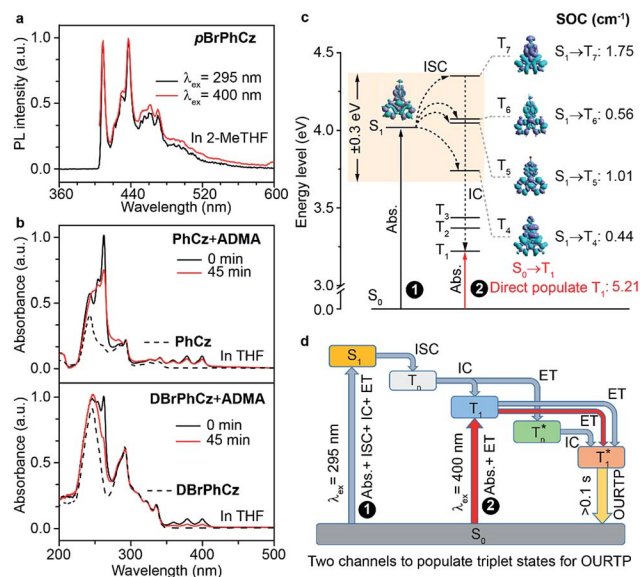 a
pBrPhCz
λex= 295 nm
λex= 400 nm
In 2-MeTHF
PL intensity (a.u.)
1.0
0.5
0.0
360 440 520 600
Wavelength (nm)
b
PhCz+ADMA
0 min
45 min
PhCz
In THF
Absorbance (a.u.)
1.0
0.5
0.0
DBrPhCz+ADMA
0 min
45 min
DBrPhCz
In THF
Absorbance (a.u.)
1.0
0.5
0.0
200 300 400 500
Wavelength (nm)
c
SOC (cm-1)
Energy level (eV)
4.5
4.0
3.5
3.0
0.0
±0.3 eV
ISC
S1
IC
Abs.
Abs.
T3
T2
T1
S0
1
2
T7
S1→T7: 1.75
T6
S1→T6: 0.56
T5
S1→T5: 1.01
T4
S1→T4: 0.44
S0→T1
Direct populate T1: 5.21
d
S1
ISC
Tn
IC
ET
T1
ET
Tn*
IC
ET
T1*
λex = 295 nm
Abs.+ ISC+ IC+ ET
1
λex = 400 nm
Abs.+ ET
2
>0.1 s
OURTP
S0
Two channels to populate triplet states for OURTP